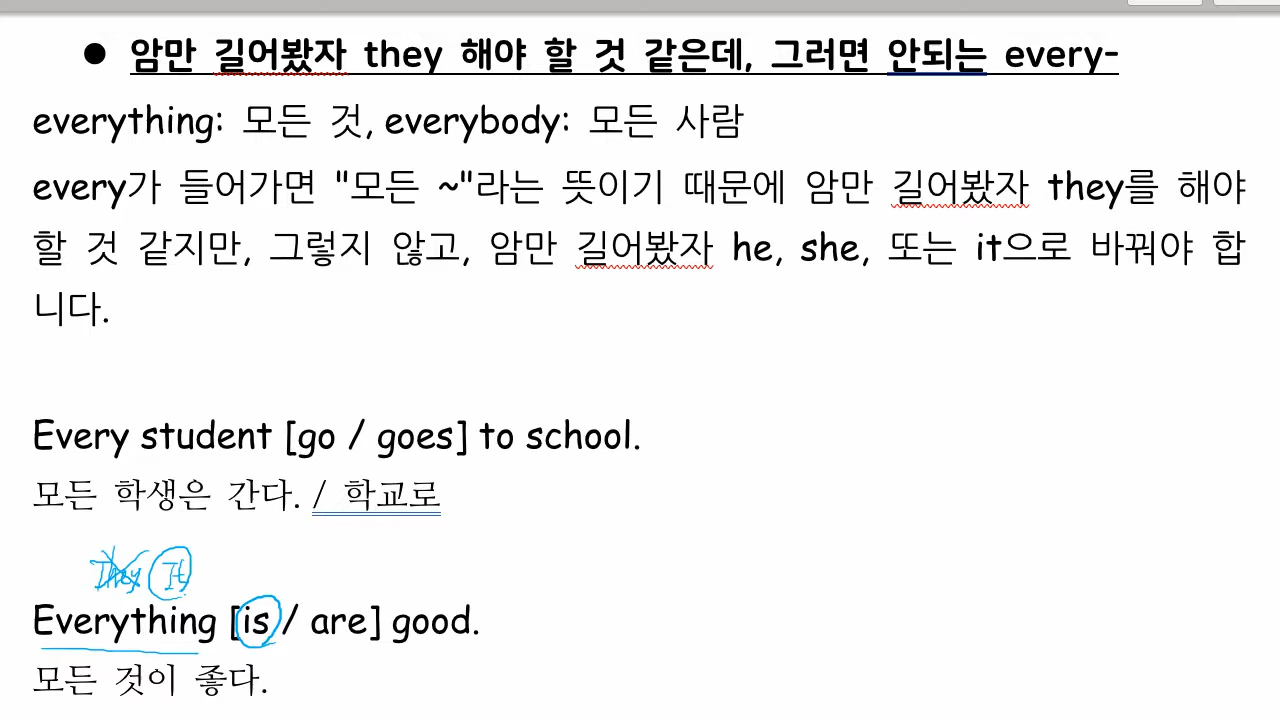 ● 암만 길어봤자 they 해야 할 것 같은데, 그러면 안되는 every-
everything: 모든 것, everybody: 모든 사람
every가 들어가면 "모든 ~"라는 뜻이기 때문에 암만 길어봤자 they를 해야
할 것 같지만, 그렇지 않고, 암만 길어봤자 he, she, 또는 it으로 바꿔야 합
니다.
Every student [go / goes] to school.
모든 학생은 간다. / 학교로
They It
Everything [is / are] good.
모든 것이 좋다.